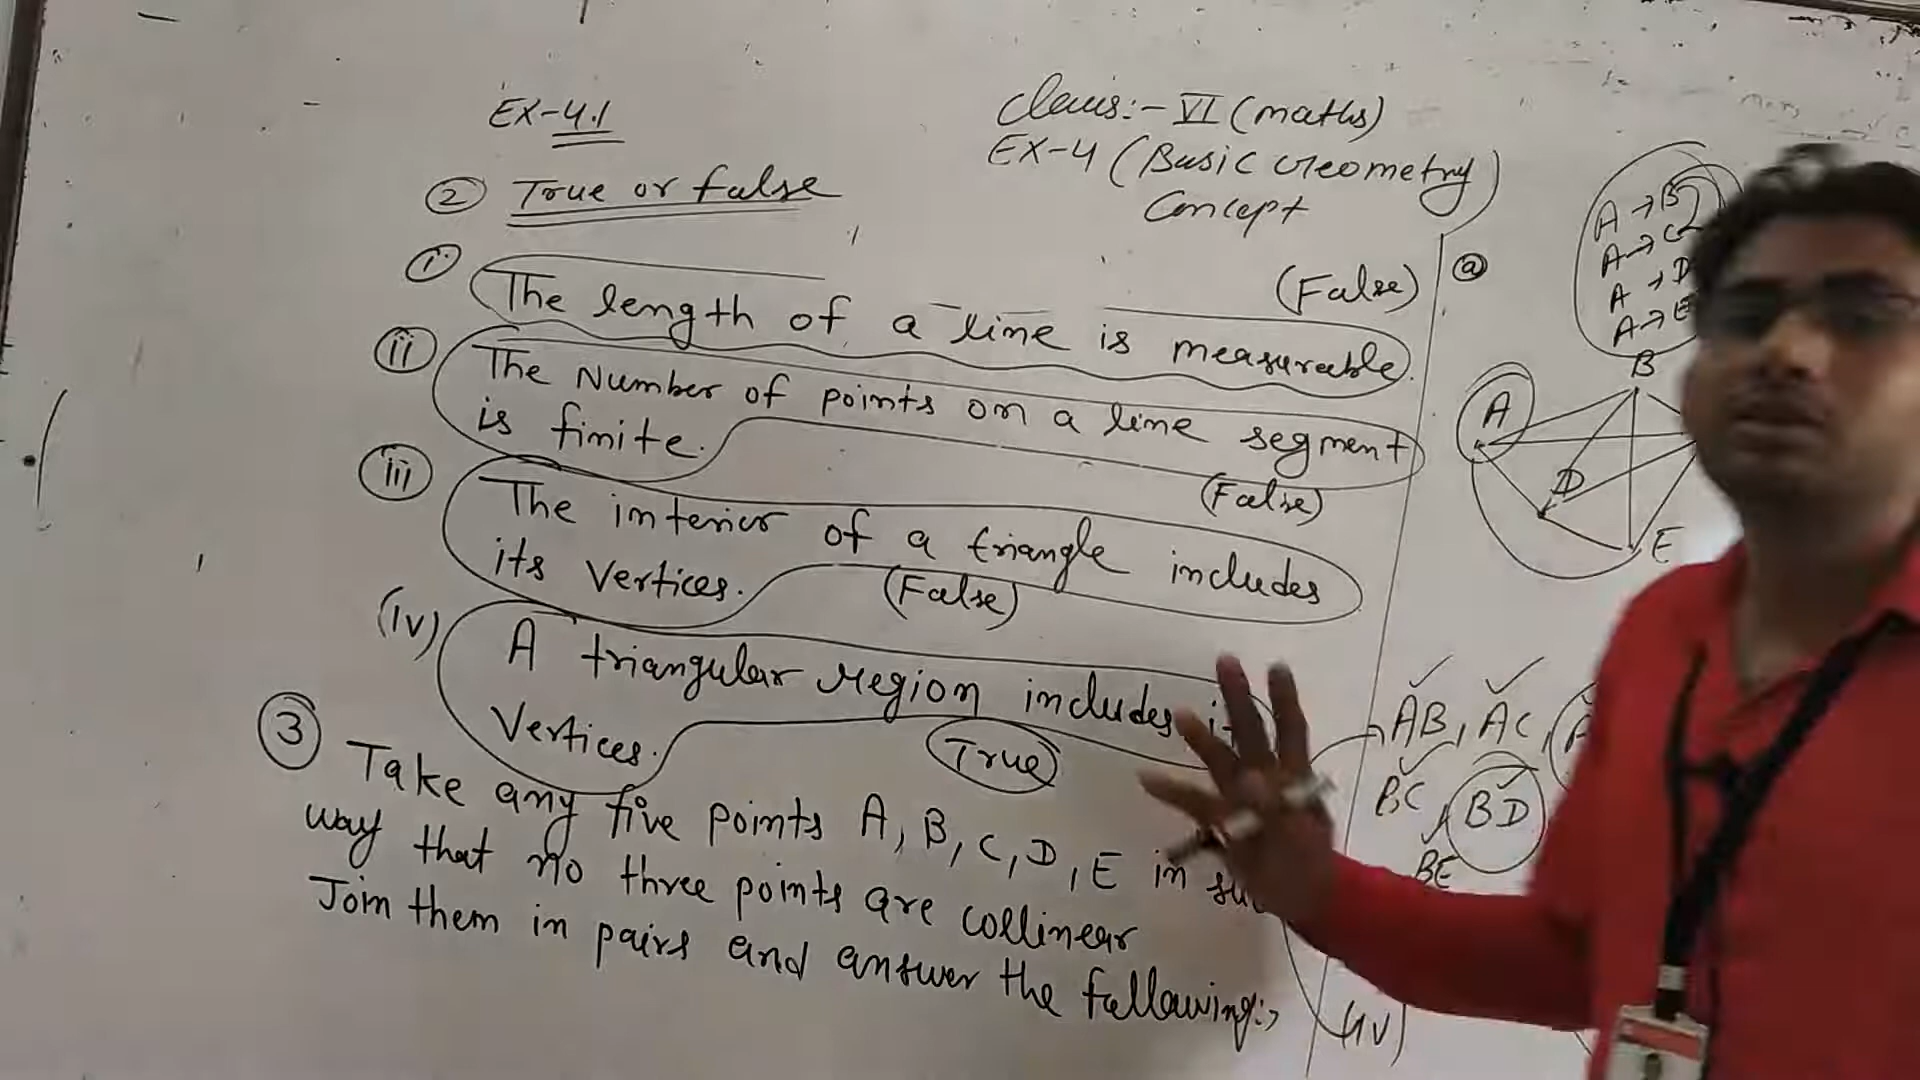 EX-4.1
② True or false
i The length of a line is measurable. (False)
ii The Number of points on a line segment
is finite. (False)
iii The interior of a triangle includes
its vertices. (False)
(iv) A triangular region includes
Vertices. True
③ Take any five points A, B, C, D, E in
way that no three points are collinear
Join them in pairs and answer the following:,
Class:- VI (maths)
EX-4 (Basic Geometry)
Concept
ⓐ
A → B
A → C
A → D
A → E
B
A
D
E
AB, AC,
BC, BD
BE
(iv)